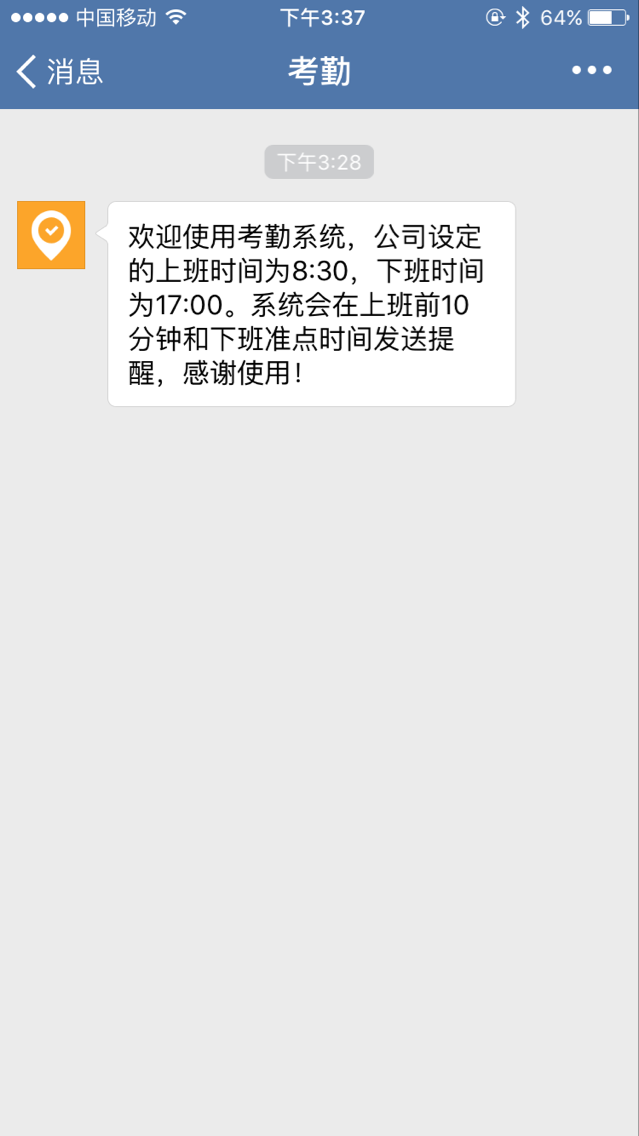 中国移动 下午3:37 64%
消息 考勤
下午3:28
欢迎使用考勤系统，公司设定
的上班时间为8:30，下班时间
为17:00。系统会在上班前10
分钟和下班准点时间发送提
醒，感谢使用！